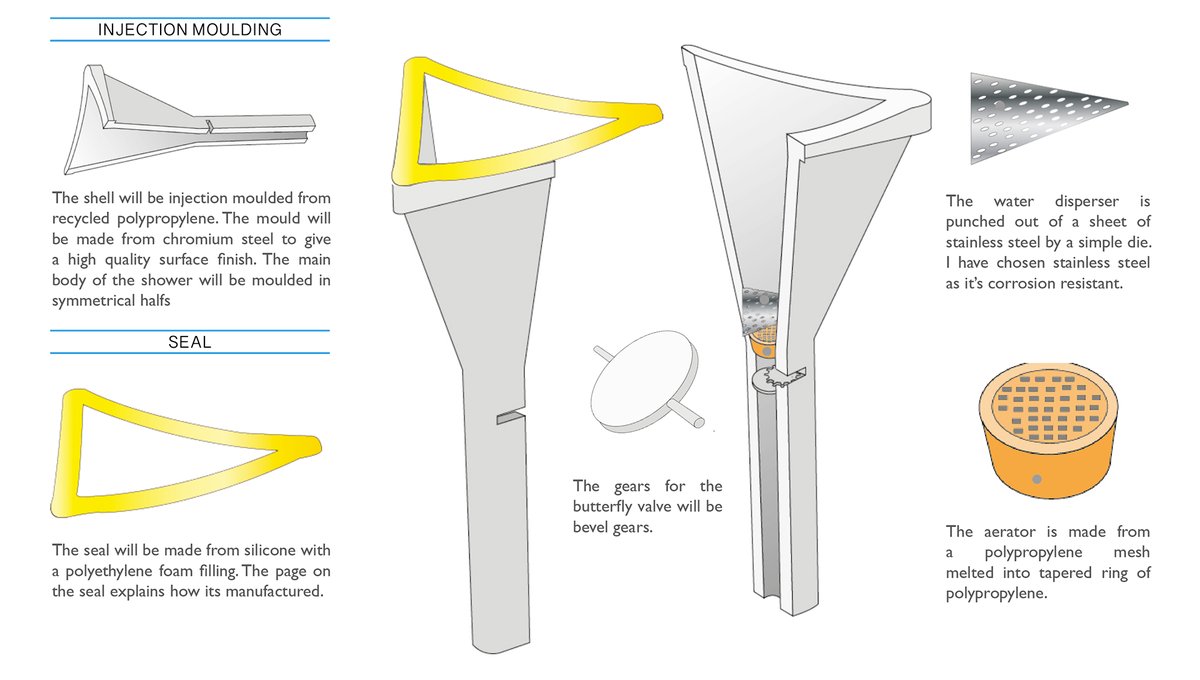 INJECTION MOULDING
The shell will be injection moulded from
recycled polypropylene. The mould will
be made from chromium steel to give
a high quality surface finish. The main
body of the shower will be moulded in
symmetrical halfs
SEAL
The seal will be made from silicone with
a polyethylene foam filling. The page on
the seal explains how its manufactured.
The gears for the
butterfly valve will be
bevel gears.
The water disperser is
punched out of a sheet of
stainless steel by a simple die.
I have chosen stainless steel
as it's corrosion resistant.
The aerator is made from
a polypropylene mesh
melted into tapered ring of
polypropylene.